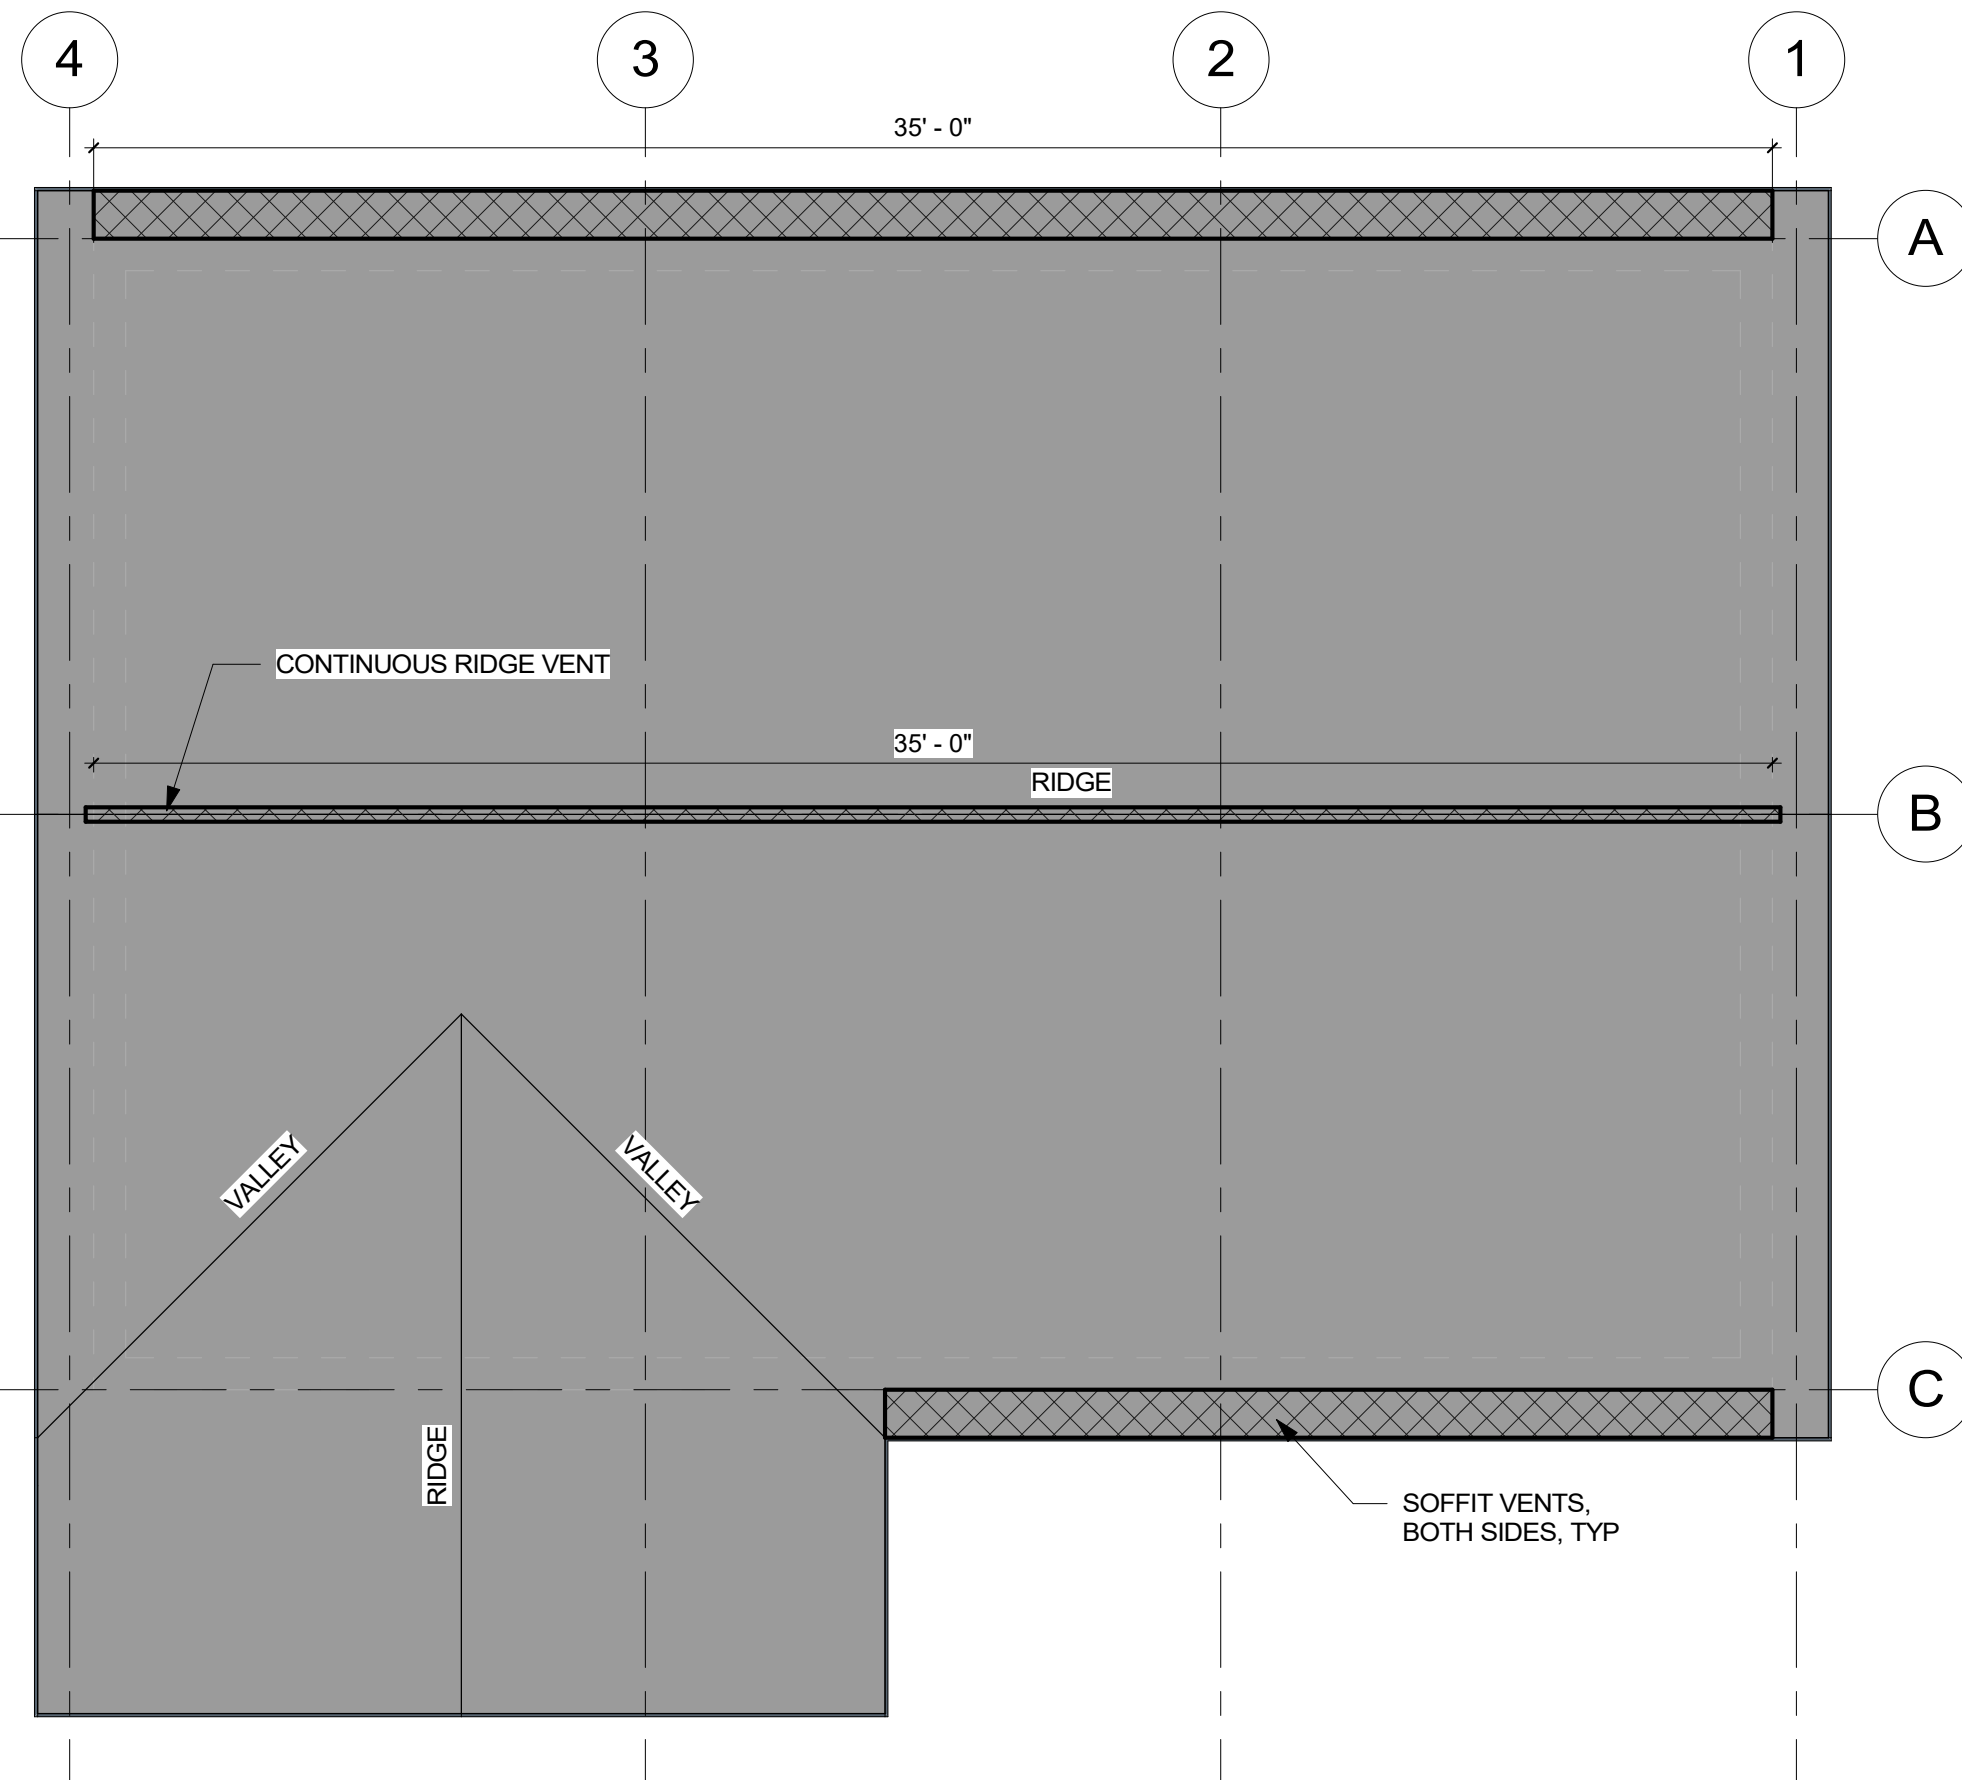 4
3
2
1
35' - 0"
A
CONTINUOUS RIDGE VENT
35' - 0"
RIDGE
B
VALLEY
VALLEY
C
RIDGE
SOFFIT VENTS,
BOTH SIDES, TYP